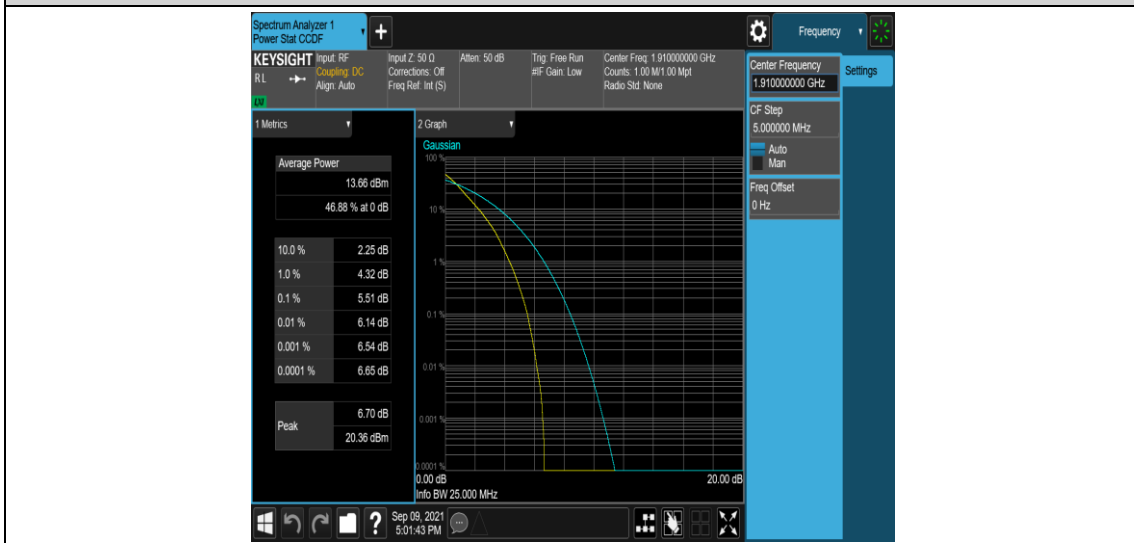 Spectrum Analyzer 1
Power Stat CCDF
+
Frequency
KEYSIGHT
RL
LXI
Input: RF
Coupling: DC
Align: Auto
Input Z: 50 Ω
Corrections: Off
Freq Ref: Int (S)
Atten: 50 dB
Trig: Free Run
#IF Gain: Low
Center Freq: 1.910000000 GHz
Counts: 1.00 M/1.00 Mpt
Radio Std: None
Center Frequency
1.910000000 GHz
Settings
CF Step
5.000000 MHz
Auto
Man
Freq Offset
0 Hz
1 Metrics
Average Power
13.66 dBm
46.88 % at 0 dB
10.0 % 2.25 dB
1.0 % 4.32 dB
0.1 % 5.51 dB
0.01 % 6.14 dB
0.001 % 6.54 dB
0.0001 % 6.65 dB
Peak 6.70 dB
20.36 dBm
2 Graph
Gaussian
100 %
10 %
1 %
0.1 %
0.01 %
0.001 %
0.0001 %
0.00 dB 20.00 dB
Info BW 25.000 MHz
?
Sep 09, 2021
5:01:43 PM